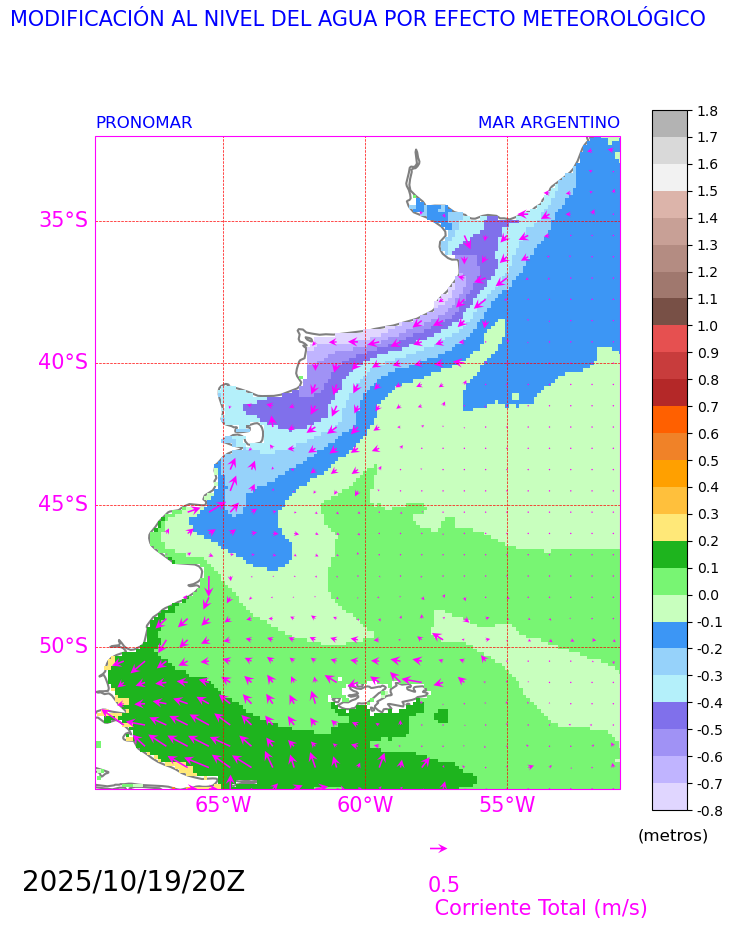 MODIFICACIÓN AL NIVEL DEL AGUA POR EFECTO METEOROLÓGICO
PRONOMAR
MAR ARGENTINO
35°S
40°S
45°S
50°S
65°W
60°W
55°W
1.8
1.7
1.6
1.5
1.4
1.3
1.2
1.1
1.0
0.9
0.8
0.7
0.6
0.5
0.4
0.3
0.2
0.1
0.0
-0.1
-0.2
-0.3
-0.4
-0.5
-0.6
-0.7
-0.8
(metros)
2025/10/19/20Z
0.5
Corriente Total (m/s)